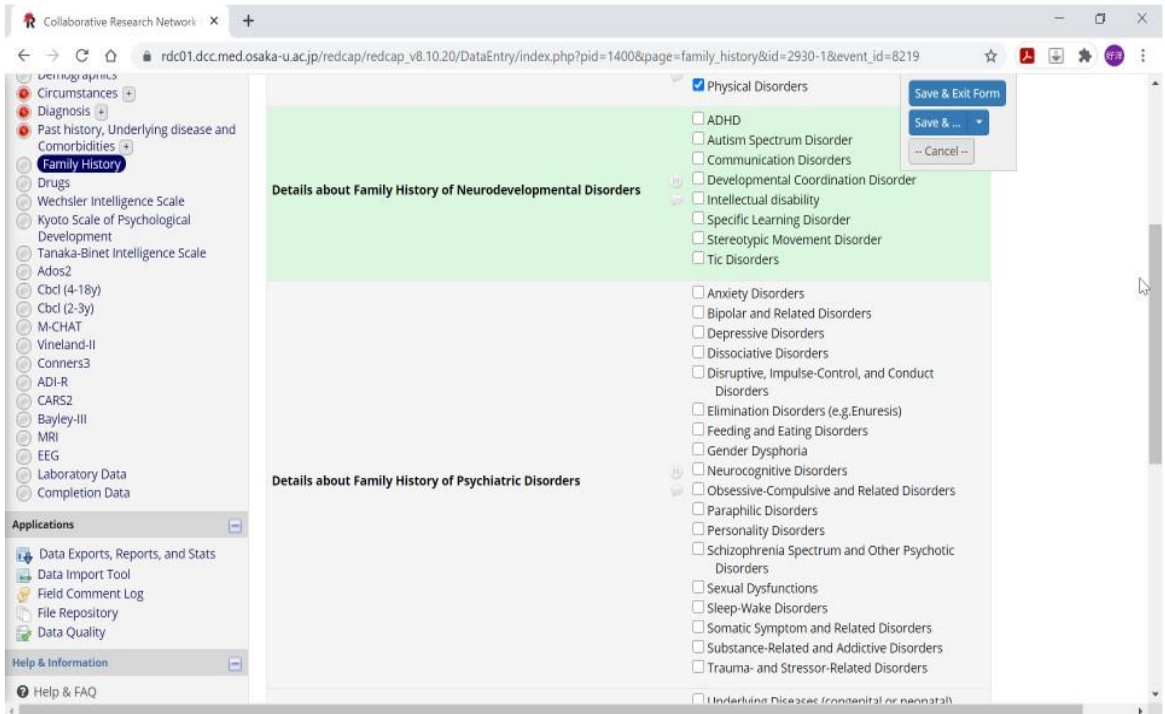 Collaborative Research Network
rdc01.dcc.med.osaka-u.ac.jp/redcap/redcap_v8.10.20/DataEntry/index.php?pid=1400&page=family_history&id=2930-1&event_id=8219
Demographics
Circumstances
Diagnosis
Past history, Underlying disease and
Comorbidities
Family History
Drugs
Wechsler Intelligence Scale
Kyoto Scale of Psychological
Development
Tanaka-Binet Intelligence Scale
Ados2
Cbcl (4-18y)
Cbcl (2-3y)
M-CHAT
Vineland-II
Conners3
ADI-R
CARS2
Bayley-III
MRI
EEG
Laboratory Data
Completion Data
Applications
Data Exports, Reports, and Stats
Data Import Tool
Field Comment Log
File Repository
Data Quality
Help & Information
Help & FAQ
Physical Disorders
Details about Family History of Neurodevelopmental Disorders
ADHD
Autism Spectrum Disorder
Communication Disorders
Developmental Coordination Disorder
Intellectual disability
Specific Learning Disorder
Stereotypic Movement Disorder
Tic Disorders
Details about Family History of Psychiatric Disorders
Anxiety Disorders
Bipolar and Related Disorders
Depressive Disorders
Dissociative Disorders
Disruptive, Impulse-Control, and Conduct
Disorders
Elimination Disorders (e.g.Enuresis)
Feeding and Eating Disorders
Gender Dysphoria
Neurocognitive Disorders
Obsessive-Compulsive and Related Disorders
Paraphilic Disorders
Personality Disorders
Schizophrenia Spectrum and Other Psychotic
Disorders
Sexual Dysfunctions
Sleep-Wake Disorders
Somatic Symptom and Related Disorders
Substance-Related and Addictive Disorders
Trauma- and Stressor-Related Disorders
Underlying Diseases (congenital or neonatal)
Save & Exit Form
Save & ...
-- Cancel --